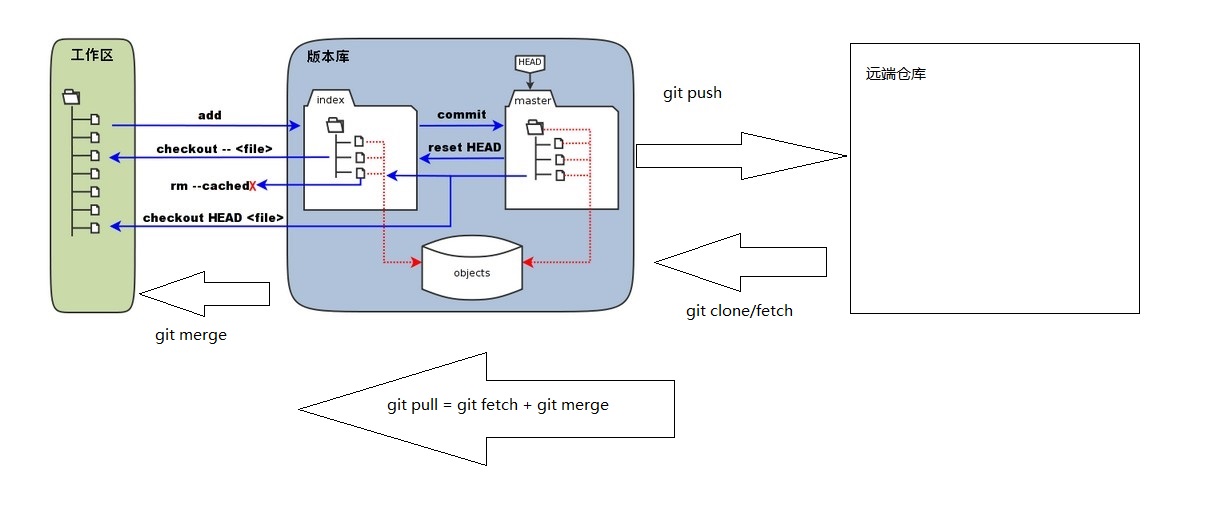 工作区
版本库
HEAD
远端仓库
index
master
git push
add
commit
checkout -- <file>
reset HEAD
rm --cached
X
checkout HEAD <file>
objects
git clone/fetch
git merge
git pull = git fetch + git merge